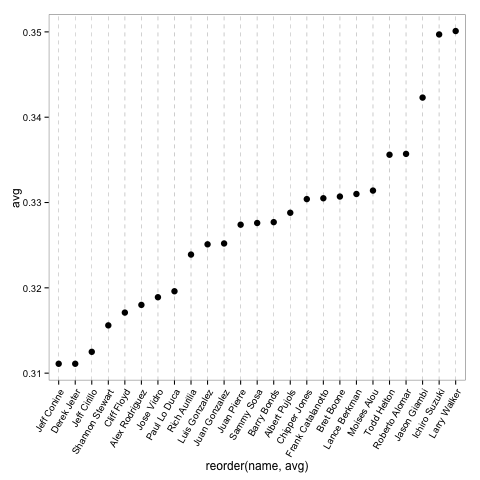 0.35
0.34
0.33
0.32
0.31
avg
Jeff Conine
Derek Jeter
Jeff Cirillo
Shannon Stewart
Cliff Floyd
Alex Rodriguez
Jose Vidro
Paul Lo Duca
Rich Aurilia
Luis Gonzalez
Juan Gonzalez
Juan Pierre
Sammy Sosa
Barry Bonds
Albert Pujols
Chipper Jones
Frank Catalanotto
Bret Boone
Lance Berkman
Moises Alou
Todd Helton
Roberto Alomar
Jason Giambi
Ichiro Suzuki
Larry Walker
reorder(name, avg)